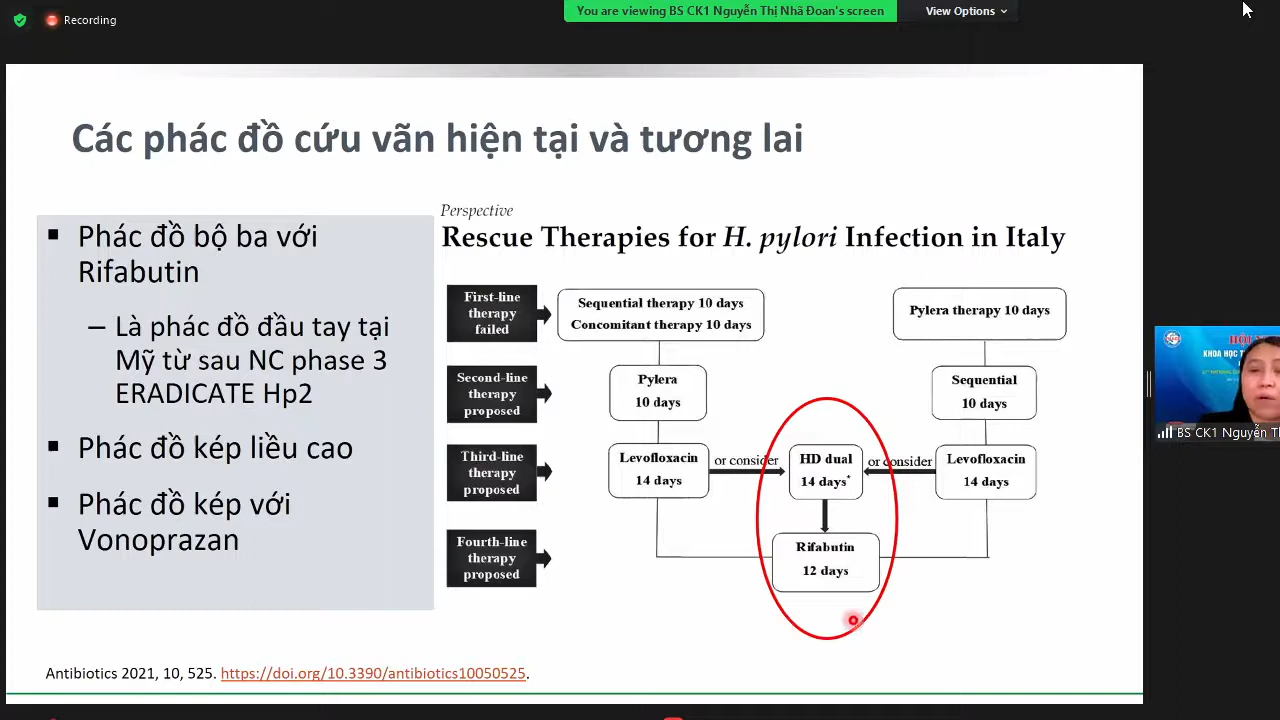 Recording
You are viewing BS CK1 Nguyễn Thị Nhã Đoan's screen
View Options
Các phác đồ cứu vãn hiện tại và tương lai
▪ Phác đồ bộ ba với
Rifabutin
– Là phác đồ đầu tay tại
Mỹ từ sau NC phase 3
ERADICATE Hp2
▪ Phác đồ kép liều cao
▪ Phác đồ kép với
Vonoprazan
Perspective
Rescue Therapies for H. pylori Infection in Italy
First-line
therapy
failed
Sequential therapy 10 days
Concomitant therapy 10 days
Pylera therapy 10 days
Second-line
therapy
proposed
Pylera
10 days
Sequential
10 days
Third-line
therapy
proposed
Levofloxacin
14 days
or consider
HD dual
14 days*
or consider
Levofloxacin
14 days
Fourth-line
therapy
proposed
Rifabutin
12 days
Antibiotics 2021, 10, 525. https://doi.org/10.3390/antibiotics10050525.
KHOA HỌC
BS CK1 Nguyễn